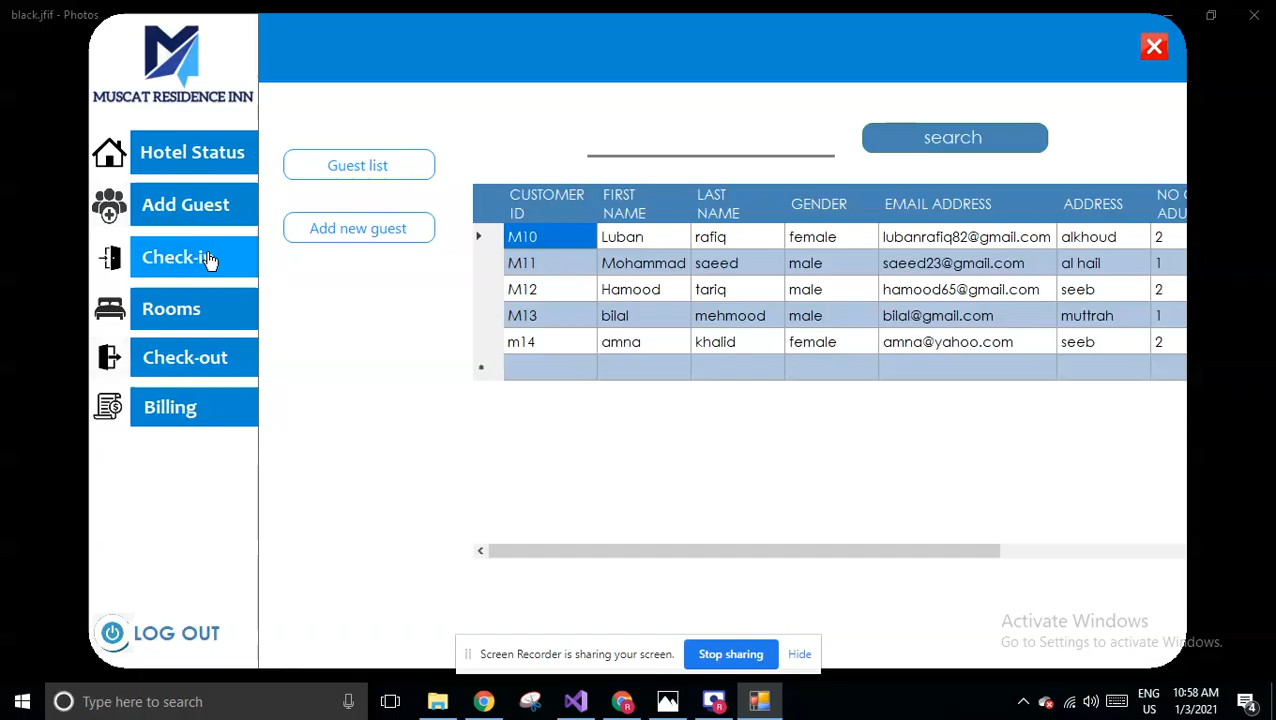 black.jfif - Photos
MUSCAT RESIDENCE INN
Hotel Status
Add Guest
Check-in
Rooms
Check-out
Billing
LOG OUT
Guest list
Add new guest
search
CUSTOMER ID FIRST NAME LAST NAME GENDER EMAIL ADDRESS ADDRESS NO ADU
M10 Luban rafiq female lubanrafiq82@gmail.com alkhoud 2
M11 Mohammad saeed male saeed23@gmail.com al hail 1
M12 Hamood tariq male hamood65@gmail.com seeb 2
M13 bilal mehmood male bilal@gmail.com muttrah 1
m14 amna khalid female amna@yahoo.com seeb 2
Activate Windows
Go to Settings to activate Windows.
Screen Recorder is sharing your screen. Stop sharing Hide
Type here to search
ENG
US
10:58 AM
1/3/2021
4